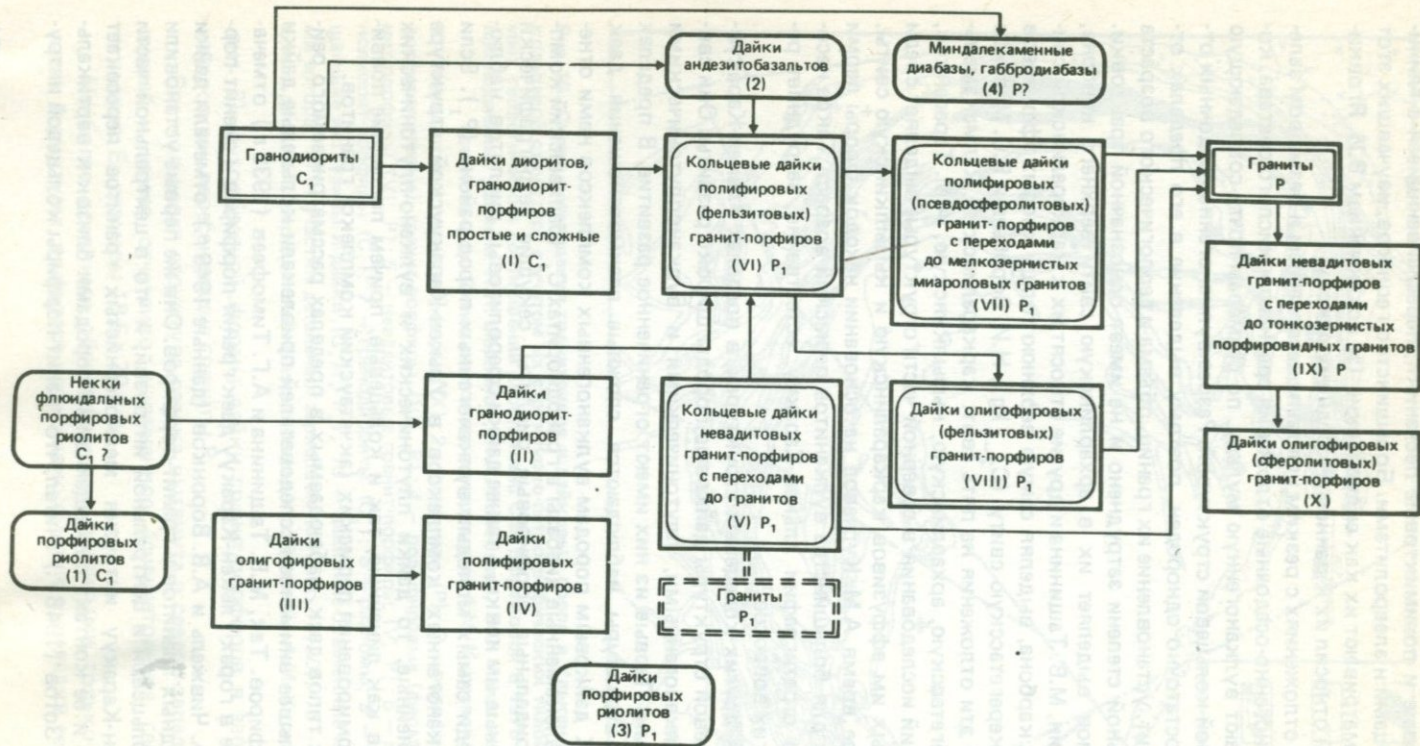 Дайки
андезитобазальтов
(2)
Миндалекаменные
диабазы, габбродиабазы
(4) P?
Гранодиориты
C₁
Дайки диоритов,
гранодиорит-
порфиров
простые и сложные
(I) C₁
Кольцевые дайки
полифировых
(фельзитовых)
гранит-порфиров
(VI) P₁
Кольцевые дайки
полифировых
(псевдосферолитовых)
гранит-порфиров
с переходами
до мелкозернистых
миароловых гранитов
(VII) P₁
Граниты
P
Дайки невадитовых
гранит-порфиров
с переходами
до тонкозернистых
порфировидных гранитов
(IX) P
Некки
флюидальных
порфировых
риолитов
C₁ ?
Дайки
гранодиорит-
порфиров
(II)
Кольцевые дайки
невадитовых
гранит-порфиров
с переходами
до гранитов
(V) P₁
Дайки олигофировых
(фельзитовых)
гранит-порфиров
(VIII) P₁
Дайки олигофировых
(сферолитовых)
гранит-порфиров
(X)
Дайки
порфировых
риолитов
(1) C₁
Дайки
олигофировых
гранит-порфиров
(III)
Дайки
полифировых
гранит-порфиров
(IV)
Граниты
P₁
Дайки
порфировых
риолитов
(3) P₁